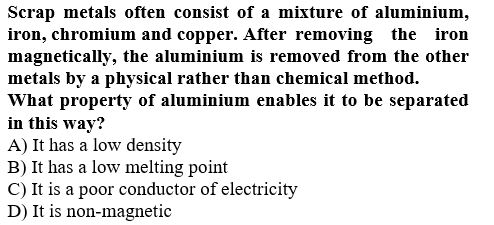 Scrap metals often consist of a mixture of aluminium,
iron, chromium and copper. After removing the iron
magnetically, the aluminium is removed from the other
metals by a physical rather than chemical method.
What property of aluminium enables it to be separated
in this way?
A) It has a low density
B) It has a low melting point
C) It is a poor conductor of electricity
D) It is non-magnetic